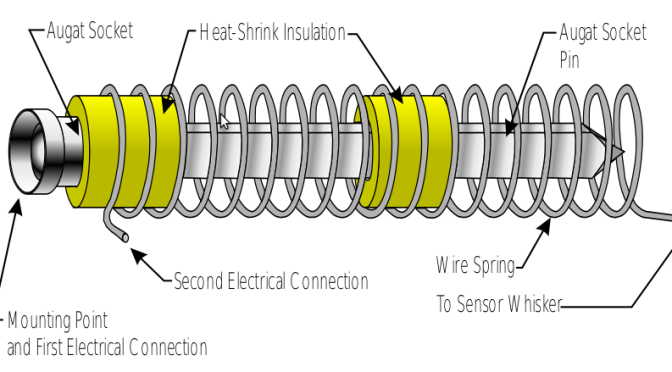 Augat Socket
Heat-Shrink Insulation
Augat Socket
Pin
Second Electrical Connection
Wire Spring
To Sensor Whisker
Mounting Point
and First Electrical Connection